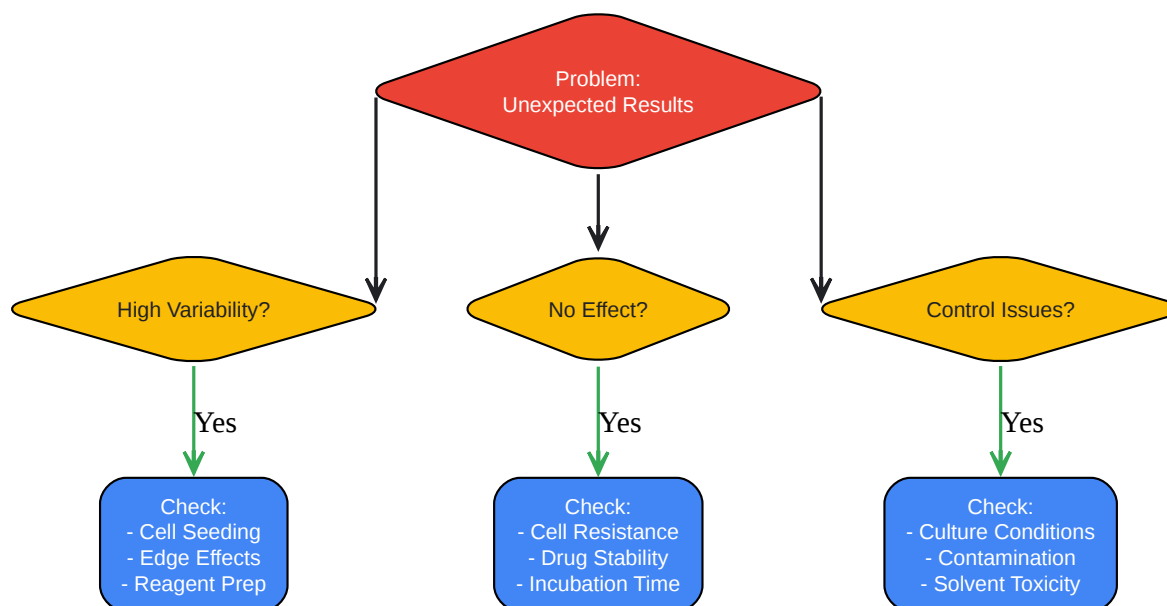 Problem:
Unexpected Results
High Variability?
No Effect?
Control Issues?
Yes
Yes
Yes
Check:
- Cell Seeding
- Edge Effects
- Reagent Prep
Check:
- Cell Resistance
- Drug Stability
- Incubation Time
Check:
- Culture Conditions
- Contamination
- Solvent Toxicity